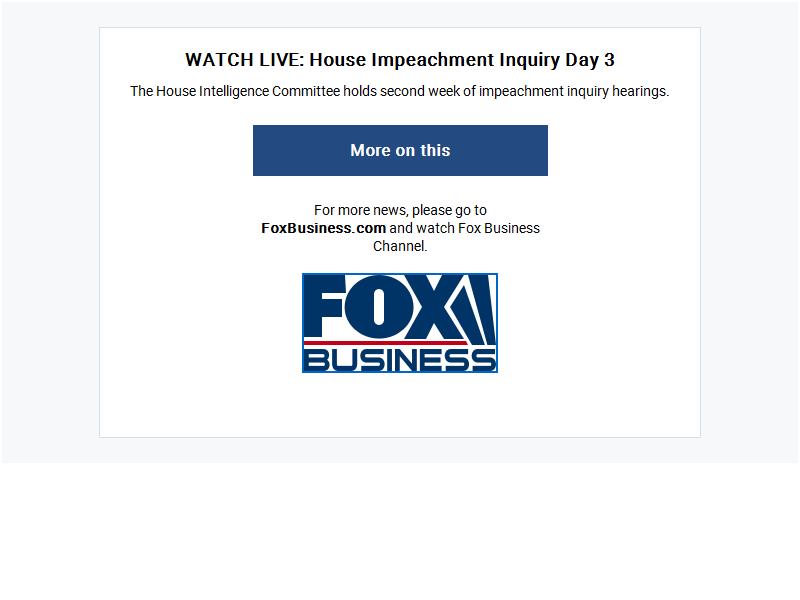 WATCH LIVE: House Impeachment Inquiry Day 3
The House Intelligence Committee holds second week of impeachment inquiry hearings.
More on this
For more news, please go to
FoxBusiness.com and watch Fox Business
Channel.
FOX
BUSINESS